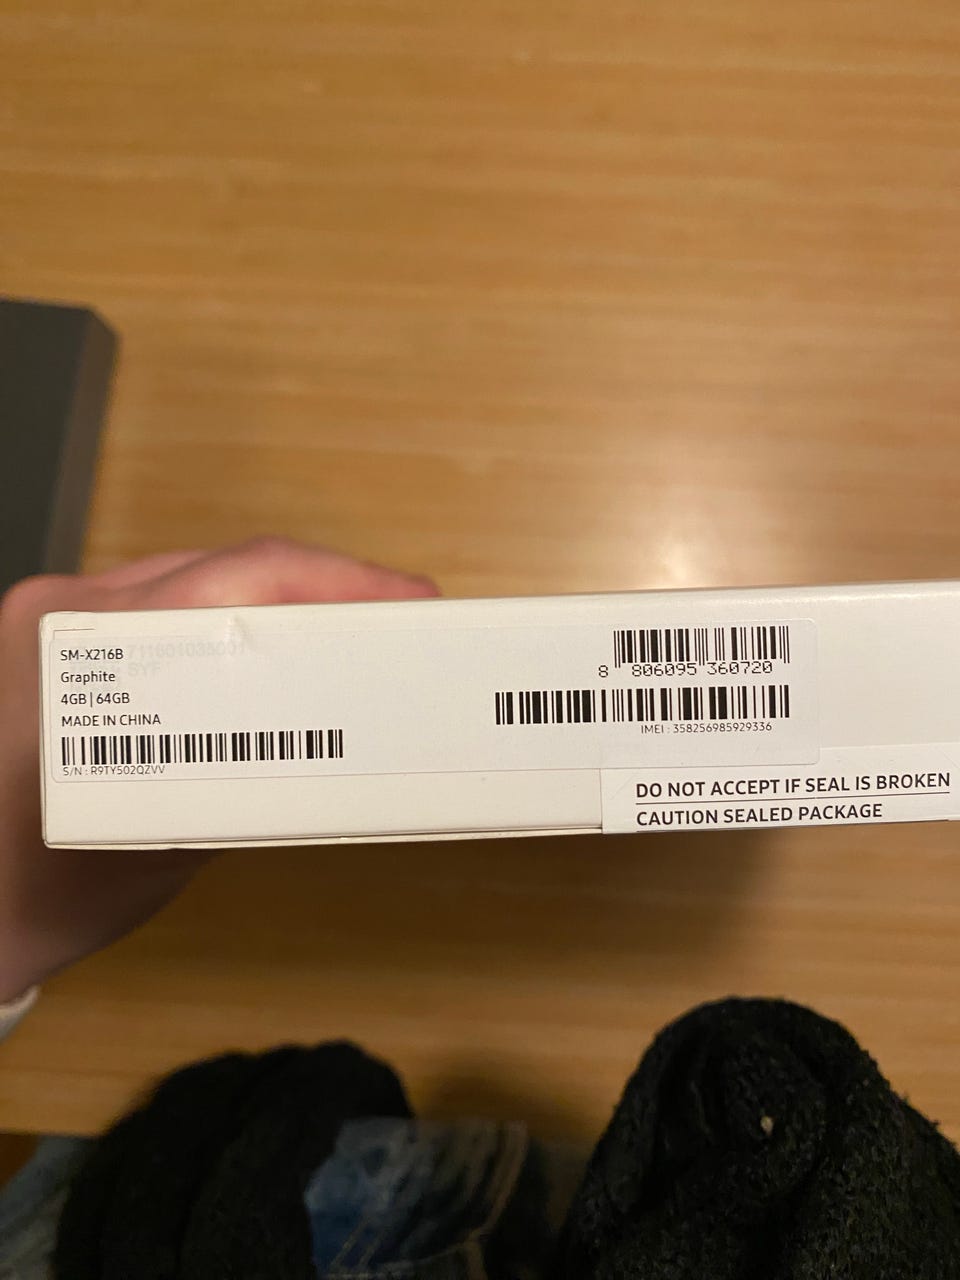 SM-X216B
Graphite
4GB | 64GB
MADE IN CHINA
S/N : R9TY502QZVV
8 806095 360720
IMEI : 358256985929336
DO NOT ACCEPT IF SEAL IS BROKEN
CAUTION SEALED PACKAGE